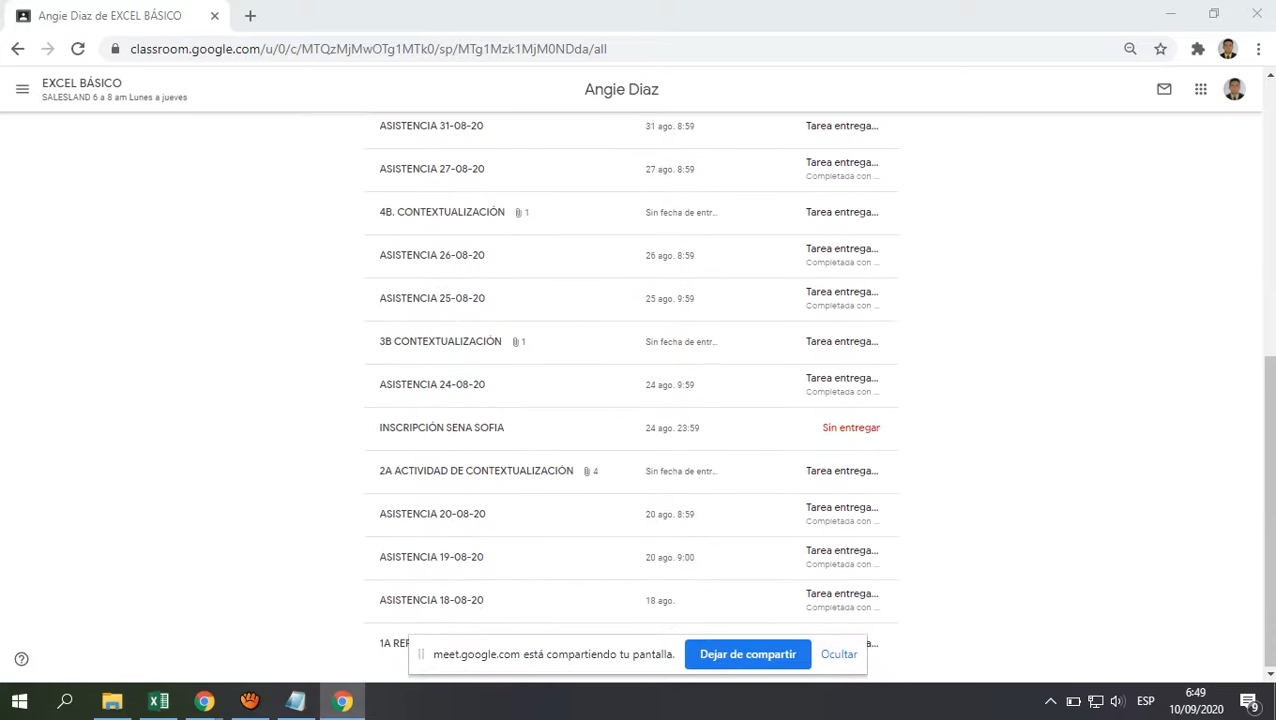 Angie Diaz de EXCEL BÁSICO
classroom.google.com/u/0/c/MTQzMjMwOTg1MTk0/sp/MTg1Mzk1MjM0NDda/all
EXCEL BÁSICO
SALESLAND 6 a 8 am Lunes a jueves
Angie Diaz
ASISTENCIA 31-08-20 31 ago. 8:59 Tarea entrega...
ASISTENCIA 27-08-20 27 ago. 8:59 Tarea entrega...
Completada con ...
4B. CONTEXTUALIZACIÓN 1 Sin fecha de entr... Tarea entrega...
ASISTENCIA 26-08-20 26 ago. 8:59 Tarea entrega...
Completada con ...
ASISTENCIA 25-08-20 25 ago. 9:59 Tarea entrega...
Completada con ...
3B CONTEXTUALIZACIÓN 1 Sin fecha de entr... Tarea entrega...
ASISTENCIA 24-08-20 24 ago. 9:59 Tarea entrega...
Completada con ...
INSCRIPCIÓN SENA SOFIA 24 ago. 23:59 Sin entregar
2A ACTIVIDAD DE CONTEXTUALIZACIÓN 4 Sin fecha de entr... Tarea entrega...
ASISTENCIA 20-08-20 20 ago. 8:59 Tarea entrega...
Completada con ...
ASISTENCIA 19-08-20 20 ago. 9:00 Tarea entrega...
Completada con ...
ASISTENCIA 18-08-20 18 ago. Tarea entrega...
Completada con ...
1A REF
meet.google.com está compartiendo tu pantalla. Dejar de compartir Ocultar
ESP
6:49
10/09/2020
9